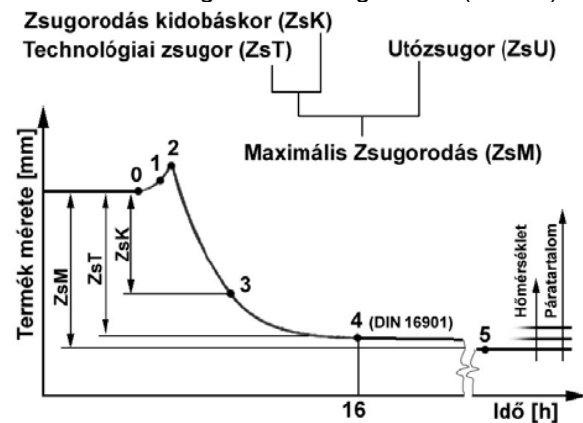 Zsugorodás kidobáskor (ZsK)
Technológiai zsugor (ZsT)
Utózsugor (ZsU)
Maximális Zsugorodás (ZsM)
Termék mérete [mm]
0
1
2
ZsM
ZsT
ZsK
3
4 (DIN 16901)
5
Hőmérséklet
Páratartalom
16
Idő [h]